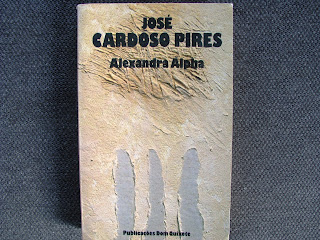 JOSÉ
CARDOSO PIRES
Alexandra Alpha
Publicações Dom Quixote